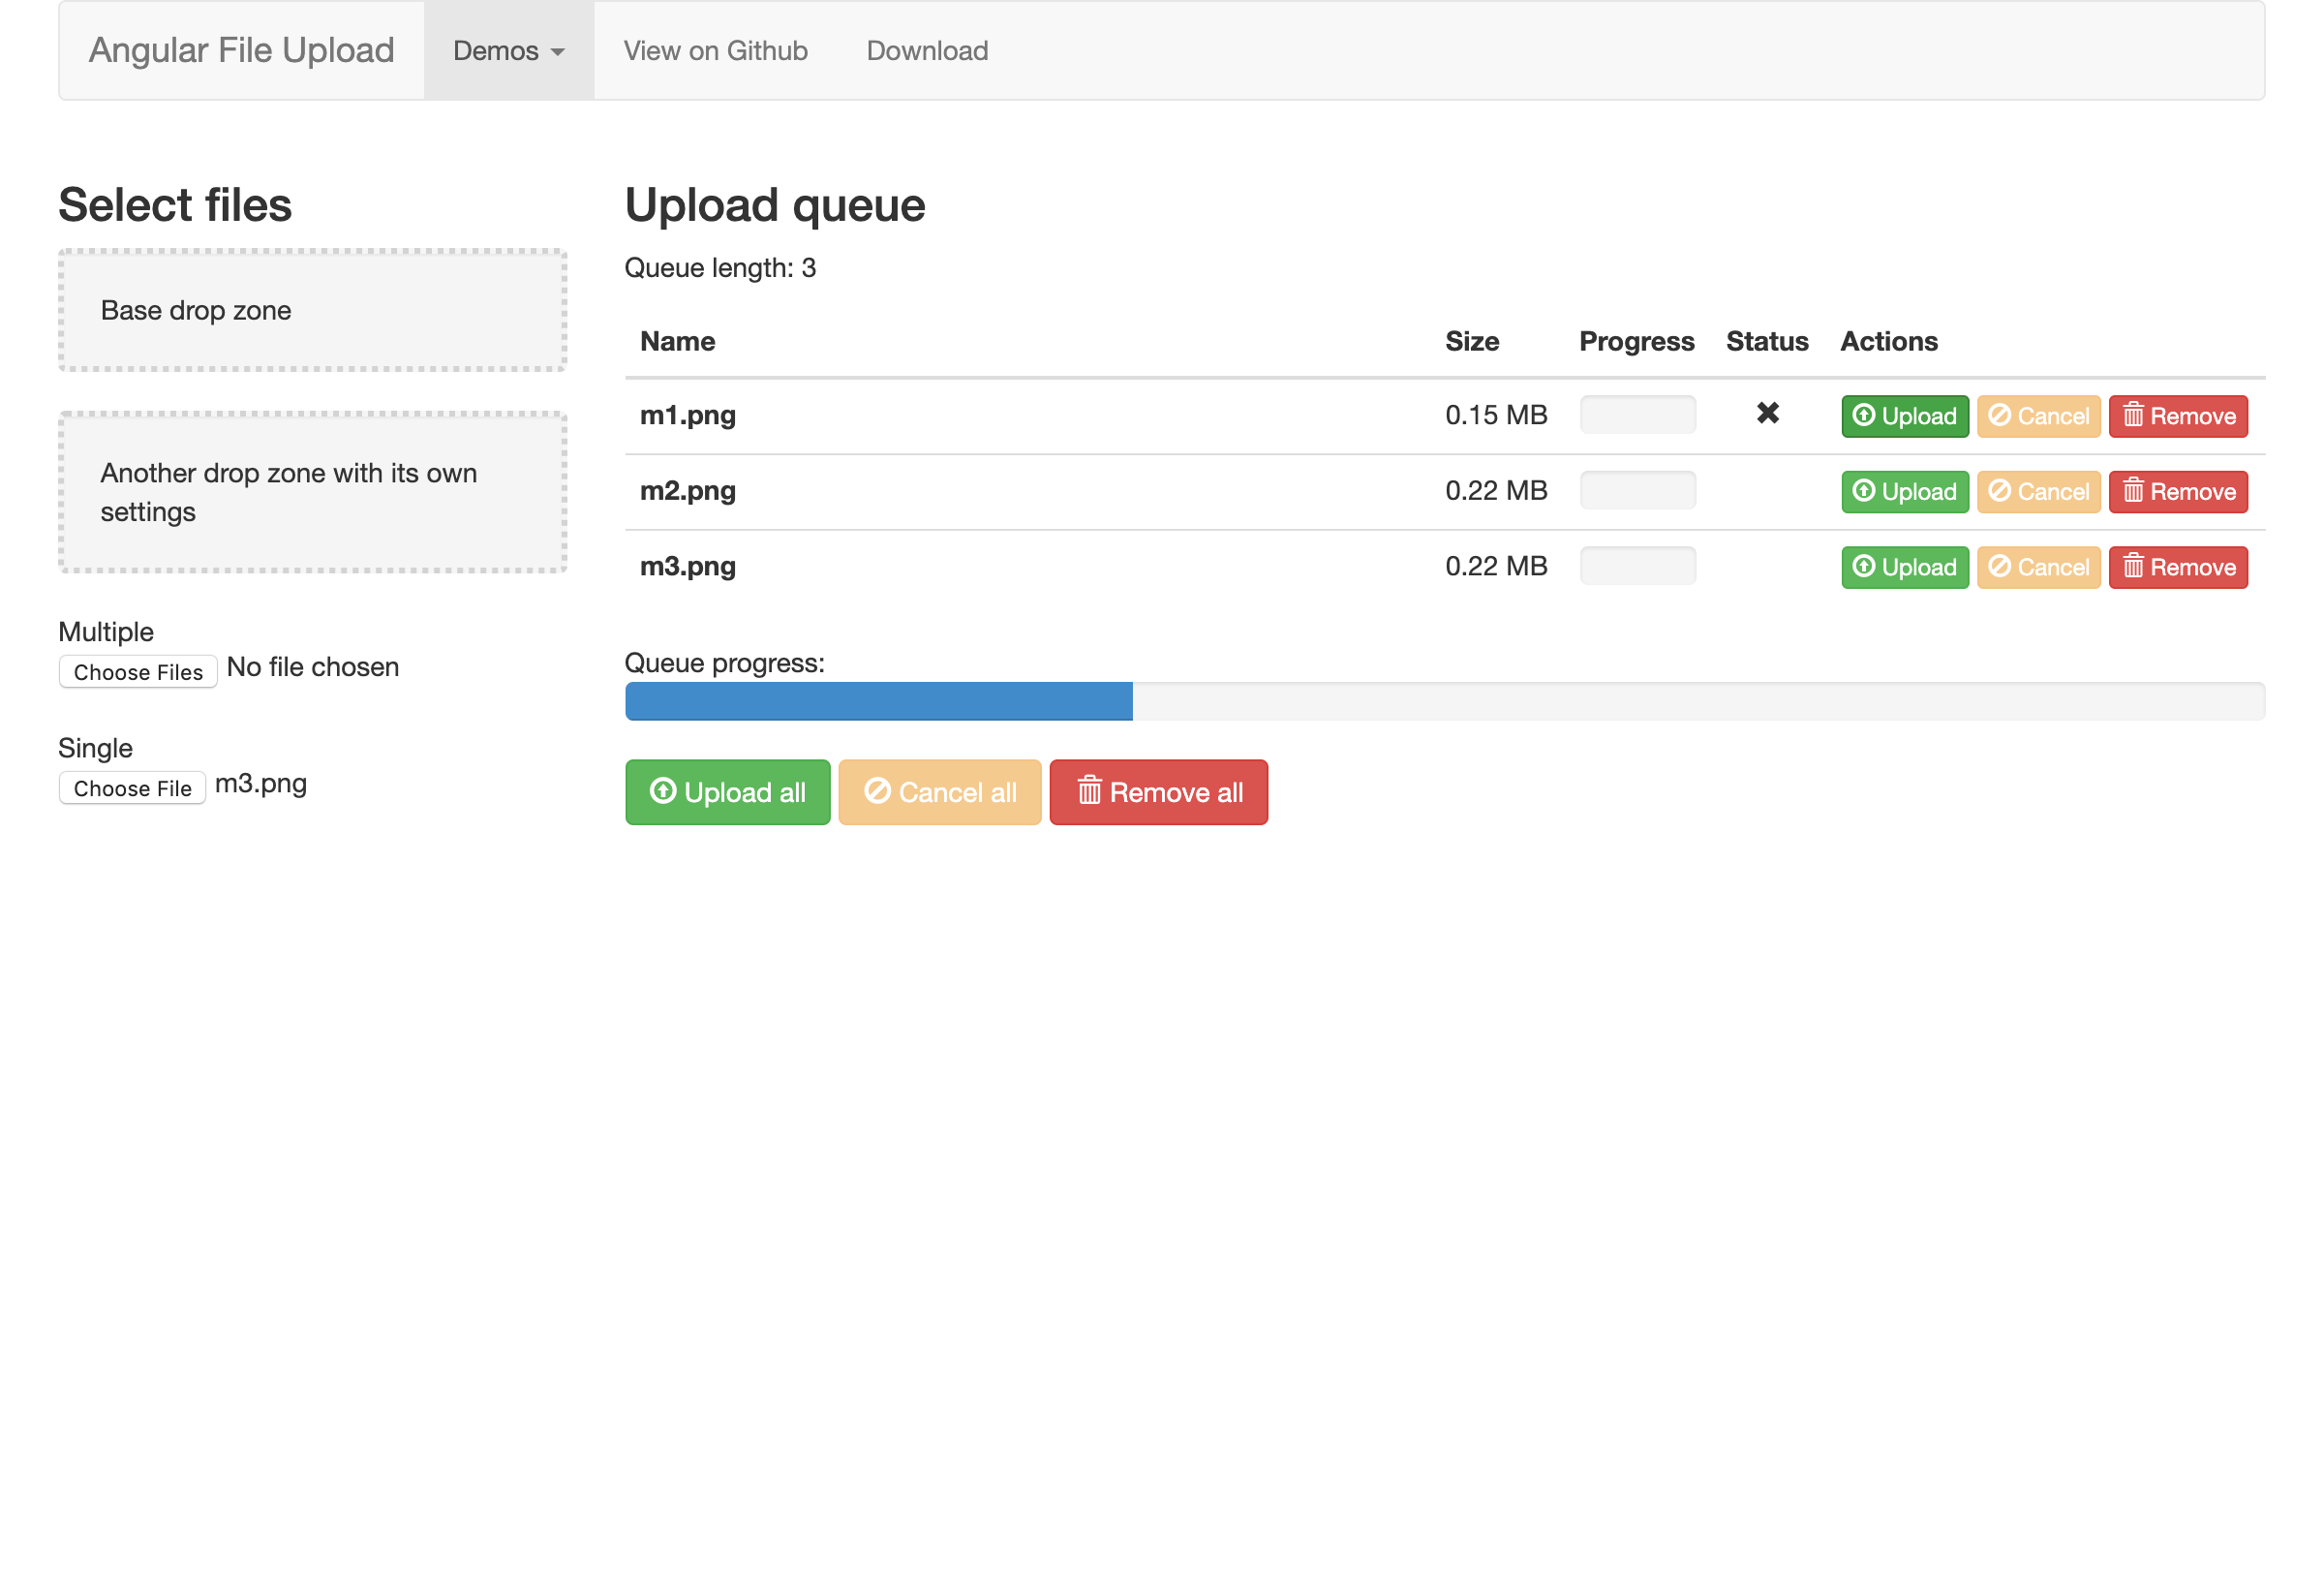 Angular File Upload Demos View on Github Download
Select files
Base drop zone
Another drop zone with its own
settings
Multiple
Choose Files No file chosen
Single
Choose File m3.png
Upload queue
Queue length: 3
Name Size Progress Status Actions
m1.png 0.15 MB Upload Cancel Remove
m2.png 0.22 MB Upload Cancel Remove
m3.png 0.22 MB Upload Cancel Remove
Queue progress:
Upload all Cancel all Remove all